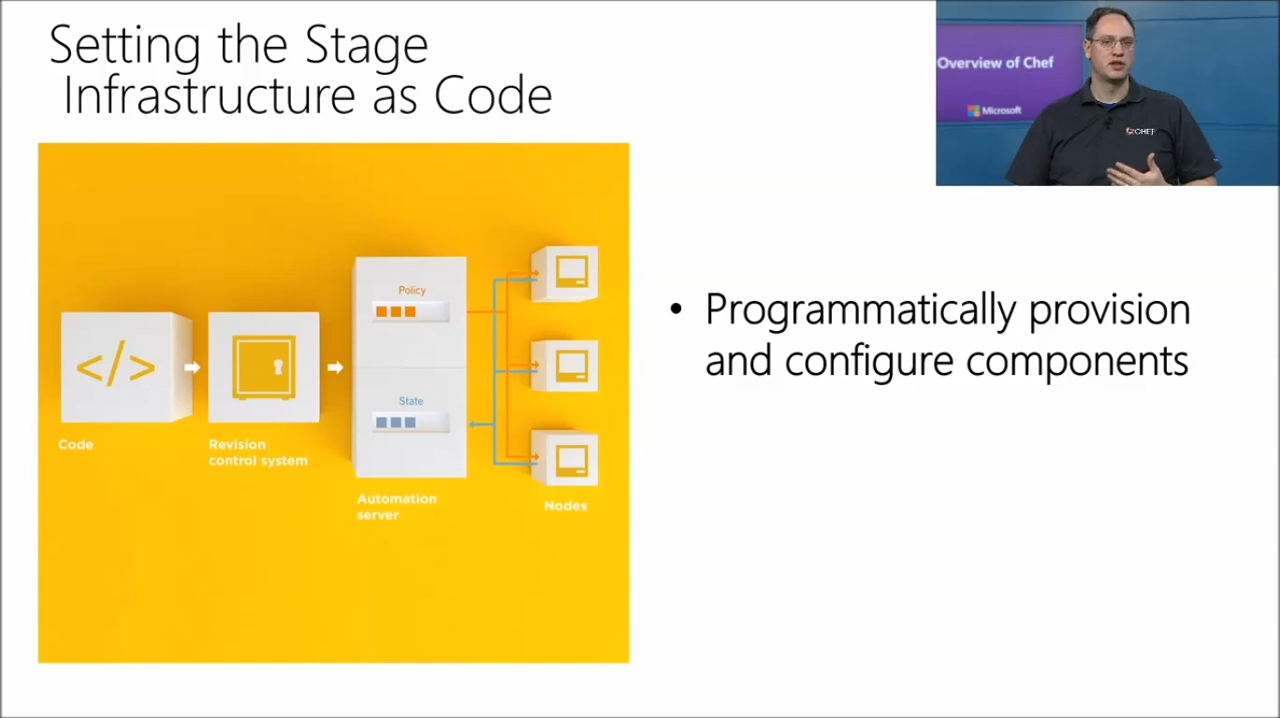 Setting the Stage
Infrastructure as Code
Overview of Chef
Microsoft
CHEF
</>
Code
Revision
control system
Policy
State
Automation
server
Nodes
• Programmatically provision
and configure components